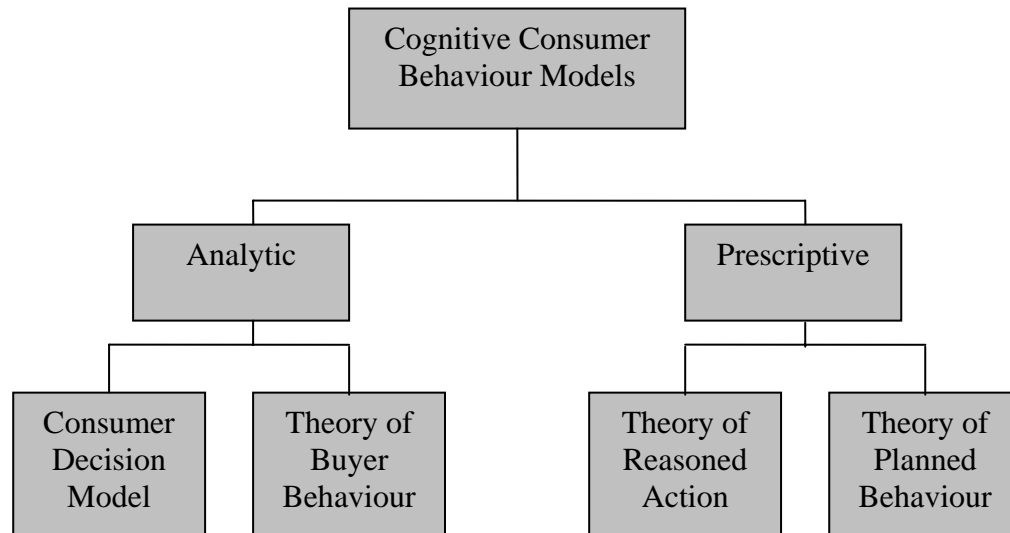 Cognitive Consumer
Behaviour Models
Analytic
Prescriptive
Consumer
Decision
Model
Theory of
Buyer
Behaviour
Theory of
Reasoned
Action
Theory of
Planned
Behaviour